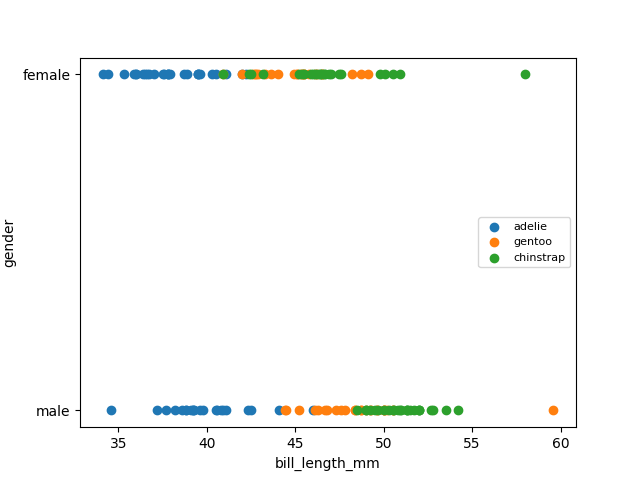 female
gender
adelie
gentoo
chinstrap
male
35 40 45 50 55 60
bill_length_mm